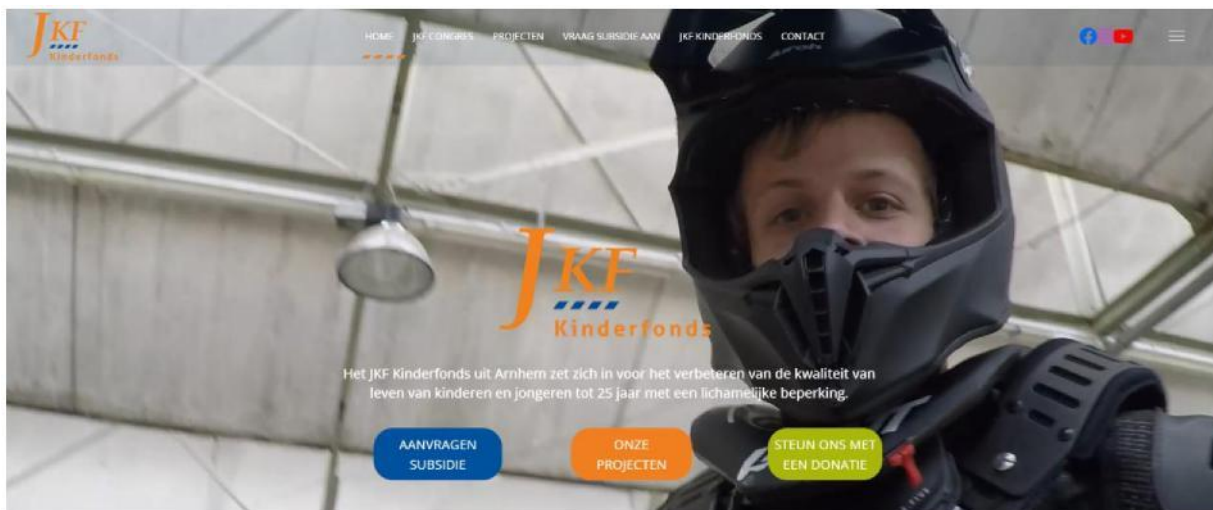 JKF
Kinderfonds
HOME JKF CONGRES PROJECTEN VRAAG SUBSIDIE AAN JKF KINDERFONDS CONTACT
JKF
Kinderfonds
Het JKF Kinderfonds uit Arnhem zet zich in voor het verbeteren van de kwaliteit van
leven van kinderen en jongeren tot 25 jaar met een lichamelijke beperking.
AANVRAGEN
SUBSIDIE
ONZE
PROJECTEN
STEUN ONS MET
EEN DONATIE